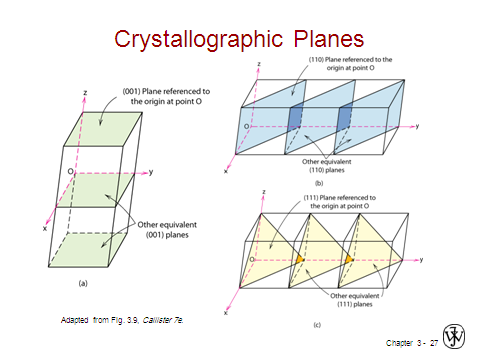 Crystallographic Planes
(001) Plane referenced to
the origin at point O
z
O
y
x
Other equivalent
(001) planes
(a)
(110) Plane referenced to the
origin at point O
z
O
y
x
Other equivalent
(110) planes
(b)
(111) Plane referenced to
the origin at point O
z
O
y
x
Other equivalent
(111) planes
(c)
Adapted from Fig. 3.9, Callister 7e.
Chapter 3 - 27